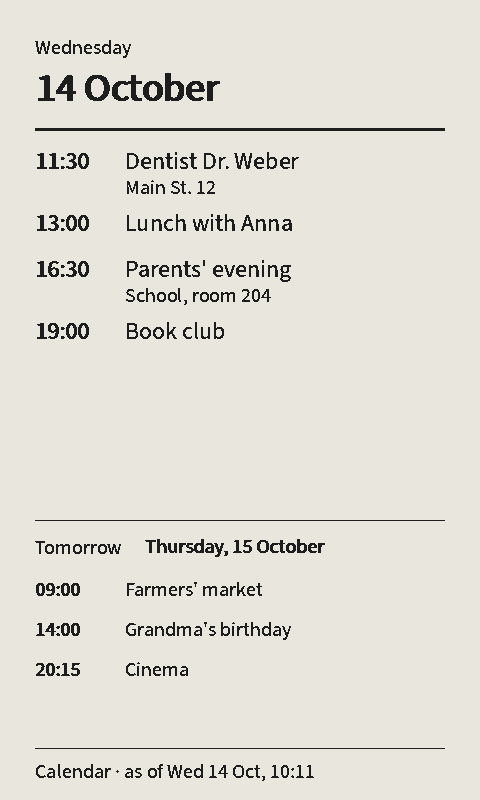 Wednesday
14 October
11:30 Dentist Dr. Weber
Main St. 12
13:00 Lunch with Anna
16:30 Parents' evening
School, room 204
19:00 Book club
Tomorrow Thursday, 15 October
09:00 Farmers' market
14:00 Grandma's birthday
20:15 Cinema
Calendar · as of Wed 14 Oct, 10:11